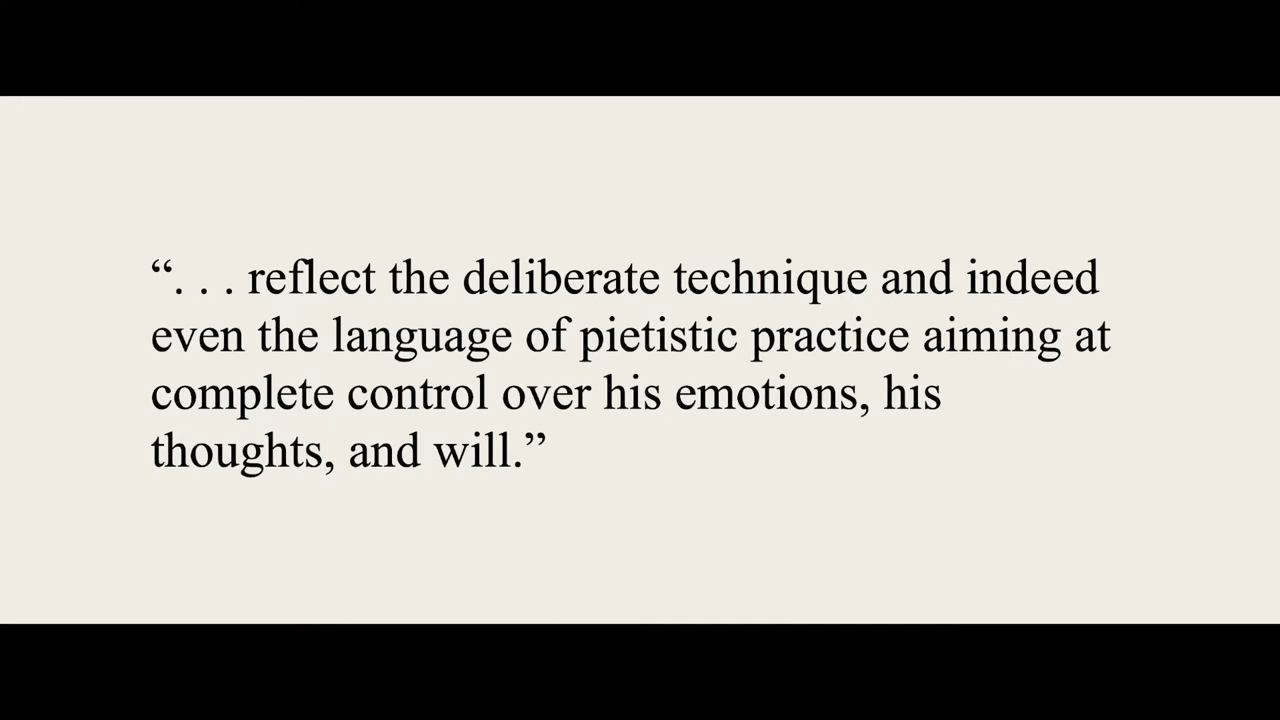 “. . . reflect the deliberate technique and indeed
even the language of pietistic practice aiming at
complete control over his emotions, his
thoughts, and will.”